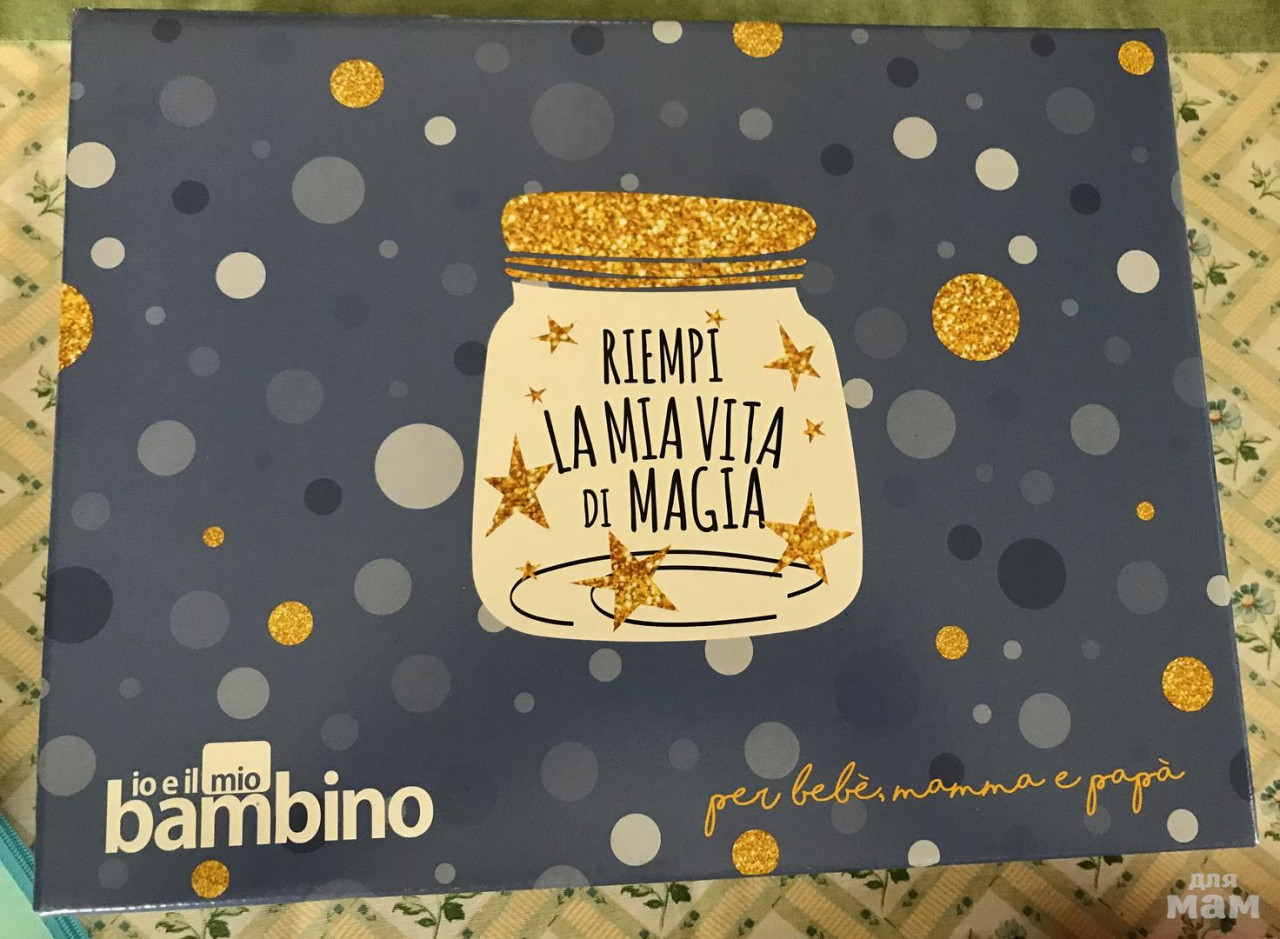 RIEMPI
LA MIA VITA
DI MAGIA
io e il mio
bambino
per bebè, mamma e papà
для
мам